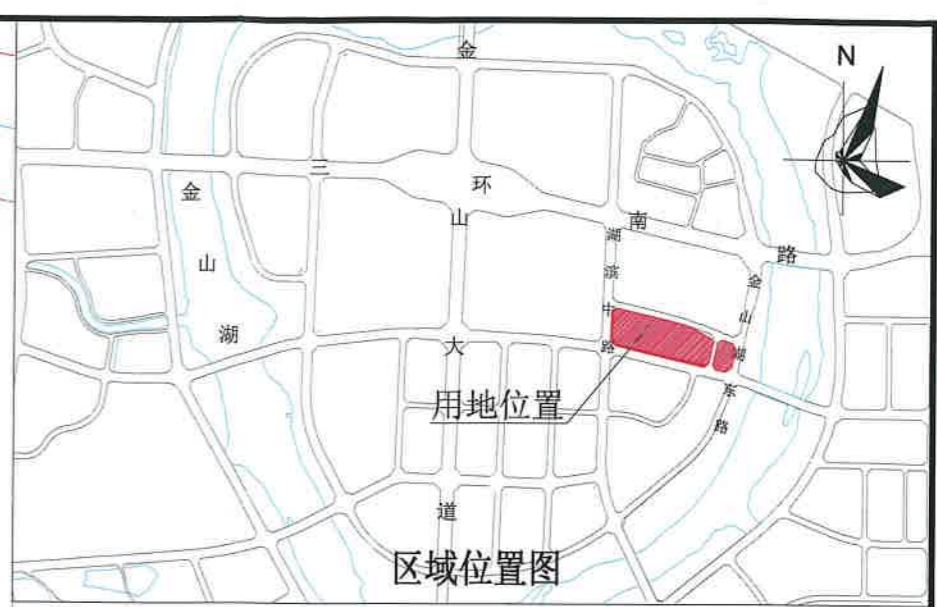 N
金山大道
三环南路
金山湖
湖滨中路
金山湖东路
用地位置
区域位置图